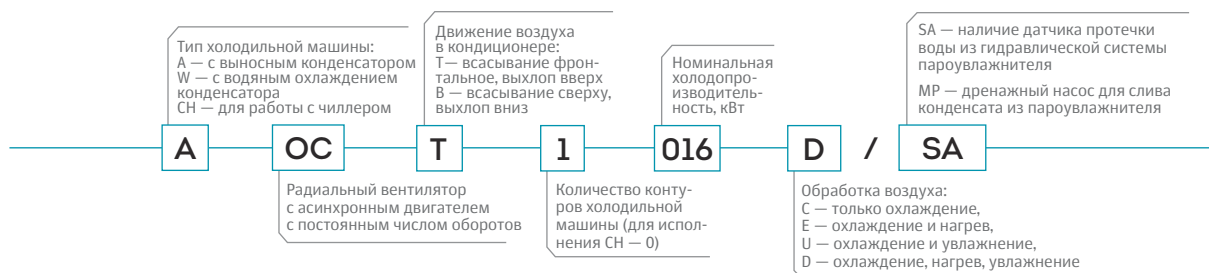 Тип холодильной машины:
А — с выносным конденсатором
W — с водяным охлаждением
конденсатора
CH — для работы с чиллером
Движение воздуха
в кондиционере:
Т— всасывание фрон-
тальное, выхлоп вверх
В — всасывание сверху,
выхлоп вниз
Номинальная
холодопро-
изводитель-
ность, кВт
SA — наличие датчика протечки
воды из гидравлической системы
пароувлажнителя
MP — дренажный насос для слива
конденсата из пароувлажнителя
A OC T 1 016 D / SA
Радиальный вентилятор
с асинхронным двигателем
с постоянным числом оборотов
Количество конту-
ров холодильной
машины (для испол-
нения CH — 0)
Обработка воздуха:
C — только охлаждение,
E — охлаждение и нагрев,
U — охлаждение и увлажнение,
D — охлаждение, нагрев, увлажнение